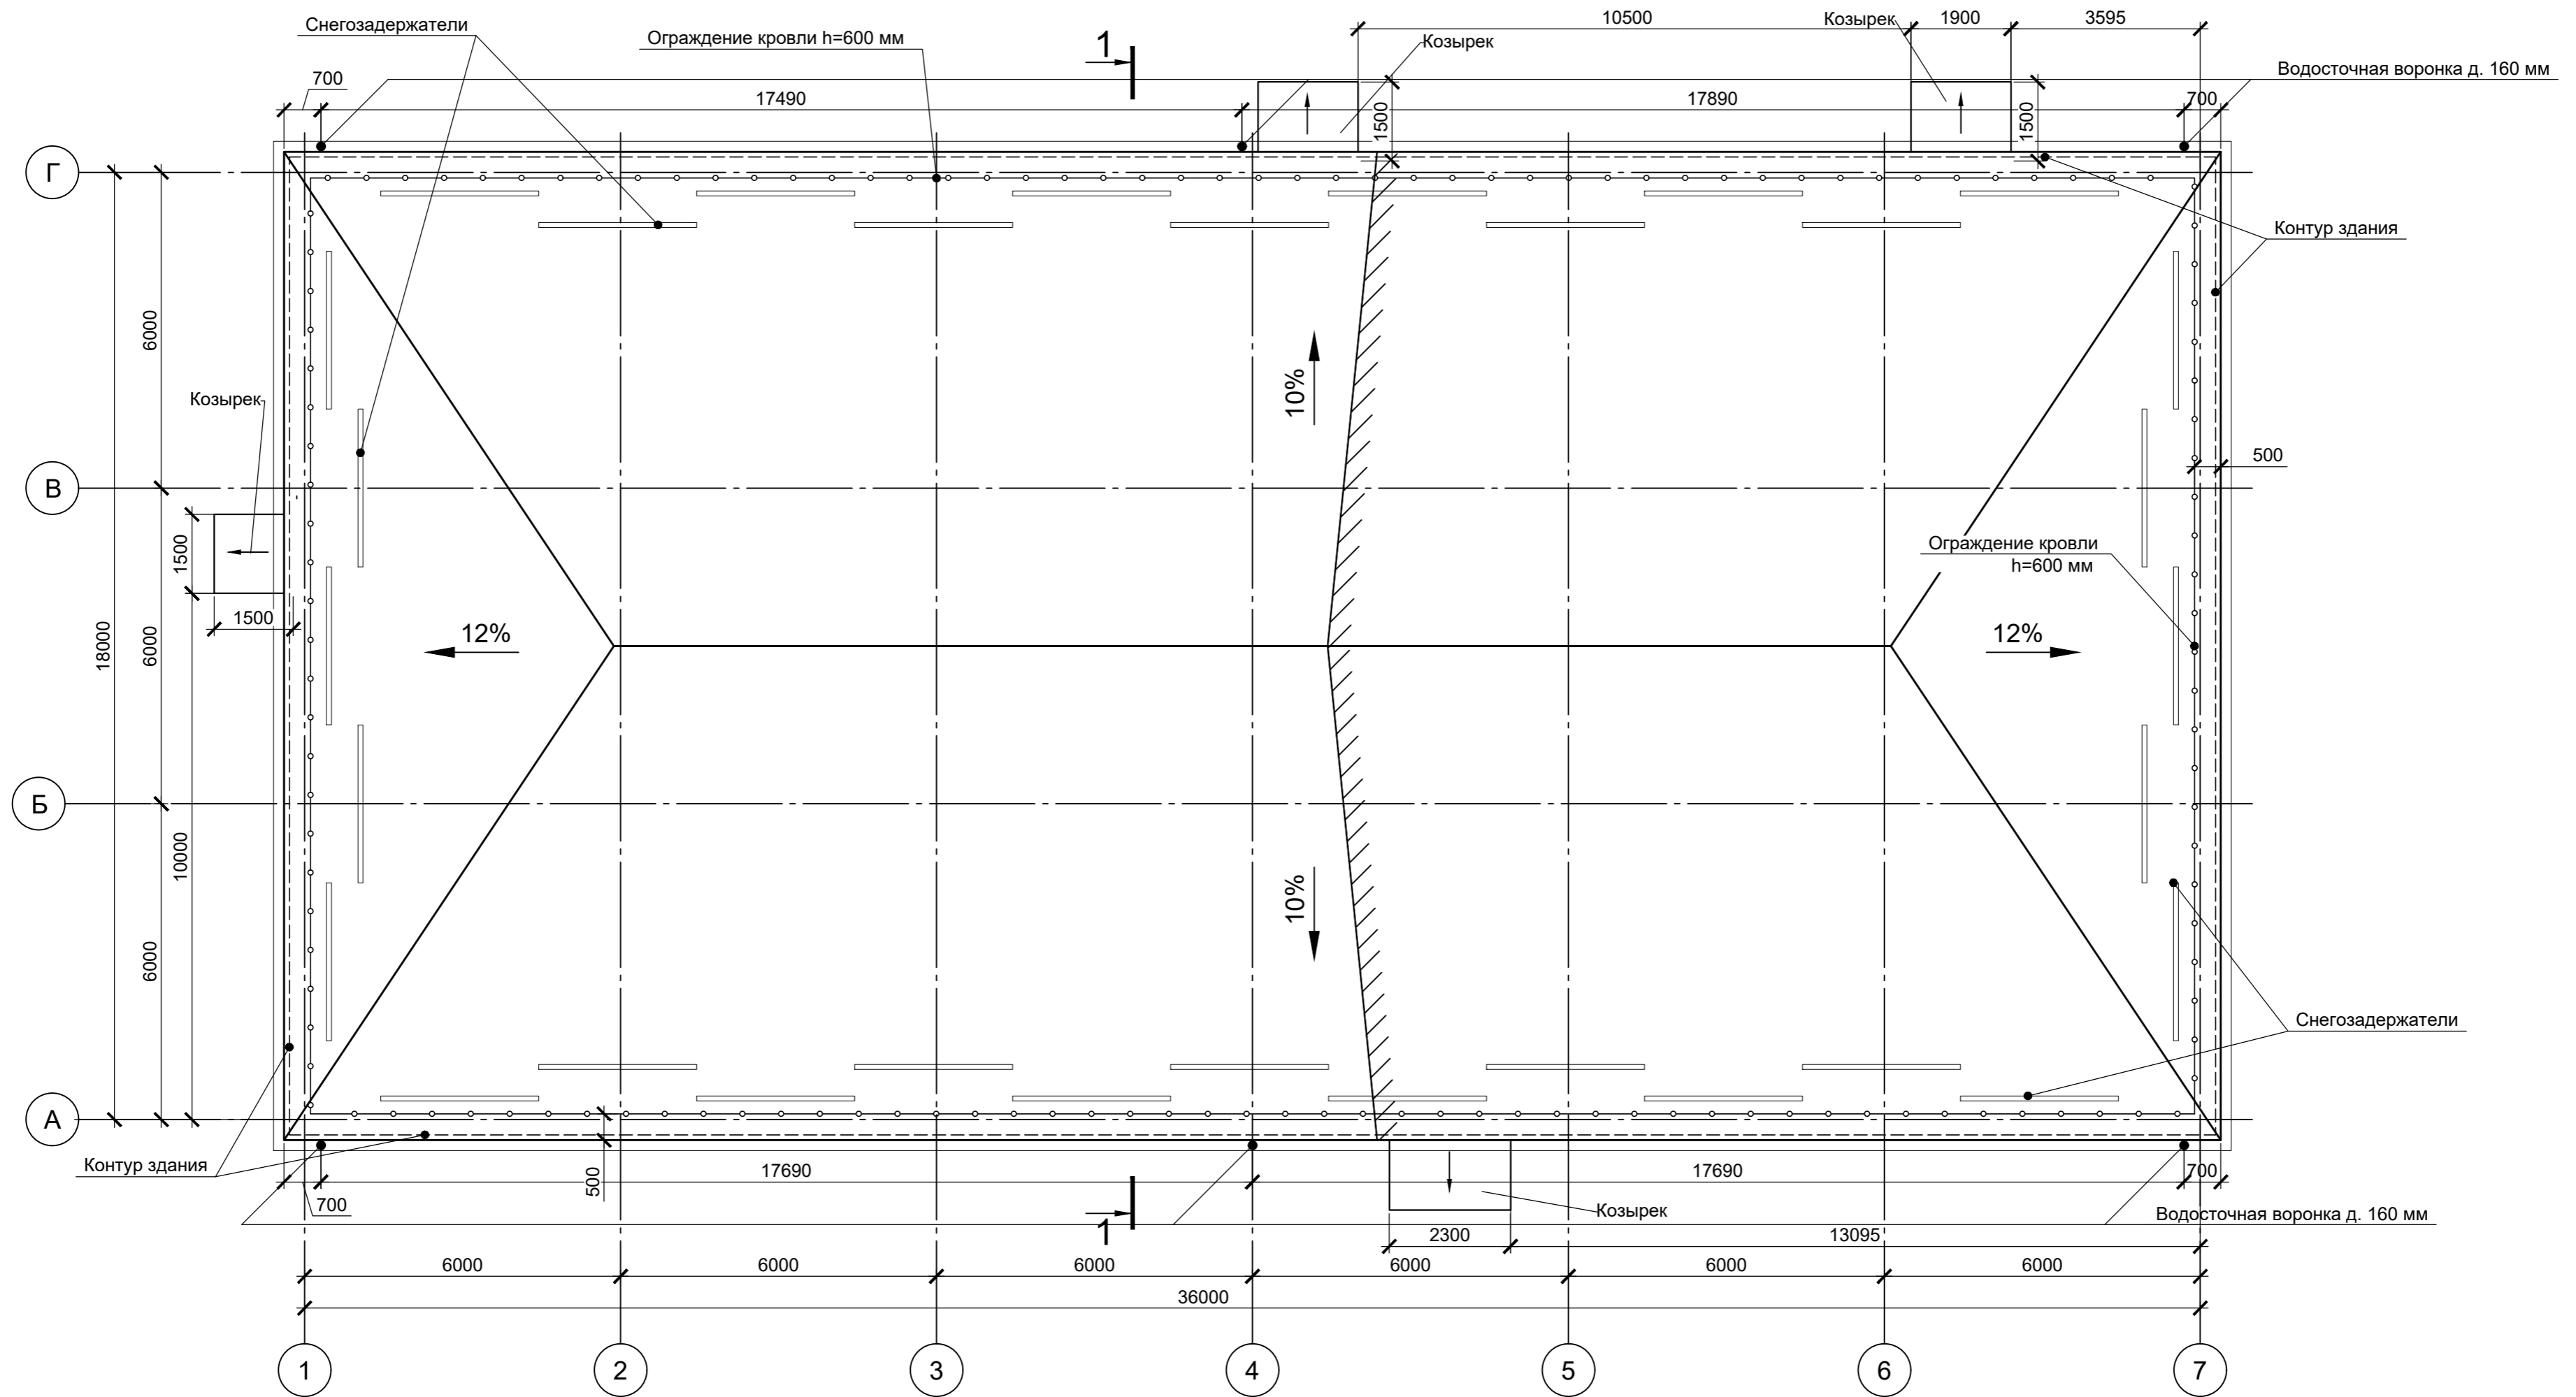 Снегозадержатели
Ограждение кровли h=600 мм
1
10500
Козырек
1900
3595
Козырек
Водосточная воронка д. 160 мм
700
17490
17890
700
1500
1500
Г
Контур здания
6000
10%
Козырек
500
В
Ограждение кровли
h=600 мм
1500
1500
12%
12%
18000
6000
Б
10000
10%
6000
Снегозадержатели
А
Контур здания
17690
17690
700
700
500
1
Козырек
Водосточная воронка д. 160 мм
2300
13095
6000
6000
6000
6000
6000
6000
36000
1
2
3
4
5
6
7